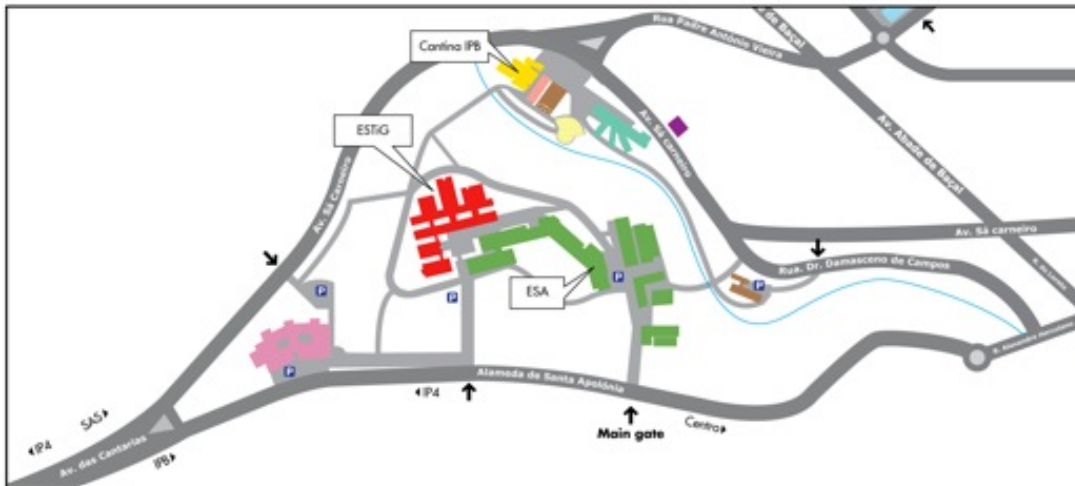 Rua Padre António Vieira
de Baçal
Cantina IPB
ESTiG
Av. Sá Carneiro
Av. Sá carneiro
Av. Abade de Baçal
Av. Sá carneiro
Rua. Dr. Damasceno de Campos
P
P
P
P
P
ESA
Alameda de Santa Apolónia
IP4
Main gate
Centro
SAS
IP4
Av. das Cantarias
IPB